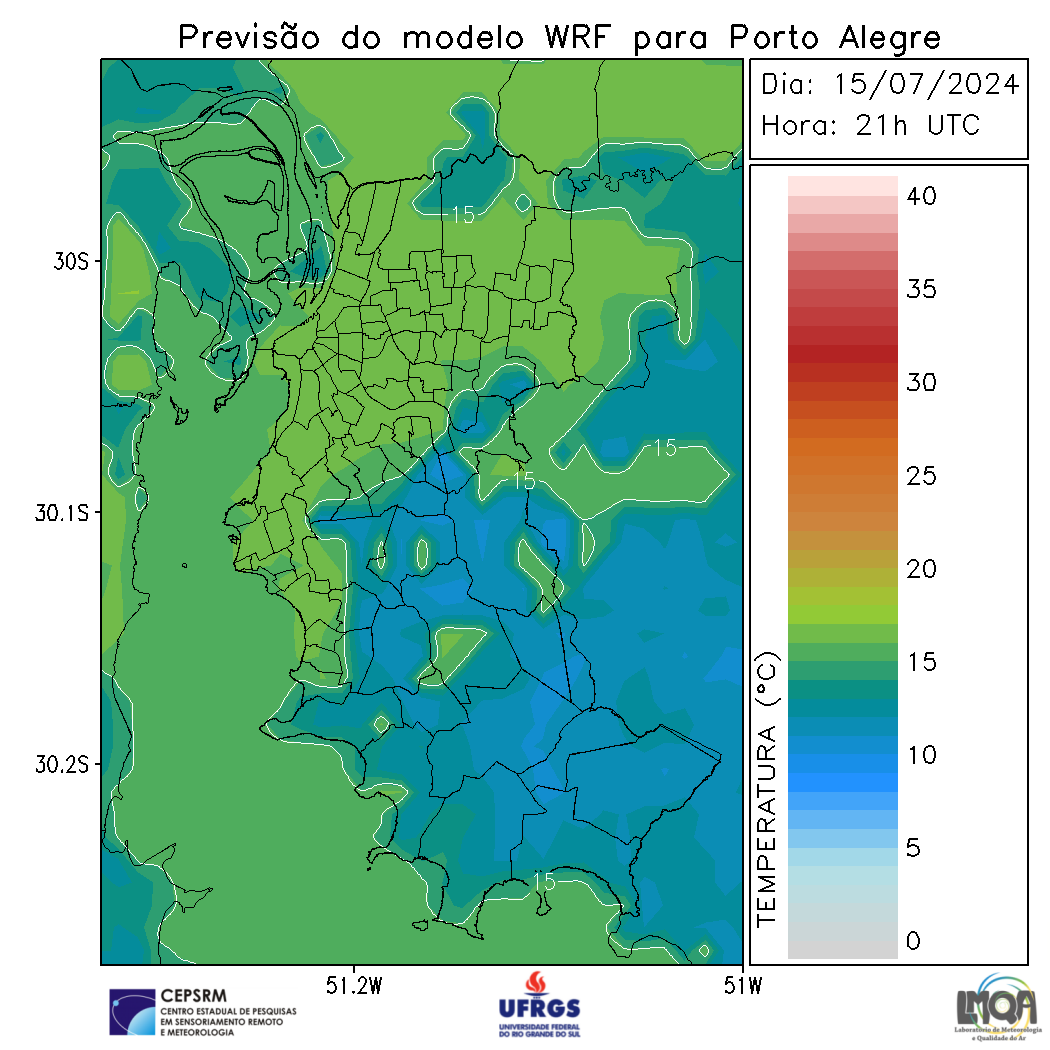 Previsão do modelo WRF para Porto Alegre
Dia: 15/07/2024
Hora: 21h UTC
40
35
30
25
20
15
10
5
0
TEMPERATURA (°C)
30S
30.1S
30.2S
51.2W
51W
15
15
15
15
CEPSRM
CENTRO ESTADUAL DE PESQUISAS
EM SENSORIAMENTO REMOTO
E METEOROLOGIA
UFRGS
UNIVERSIDADE FEDERAL
DO RIO GRANDE DO SUL
LMQA
Laboratório de Meteorologia
e Qualidade do Ar